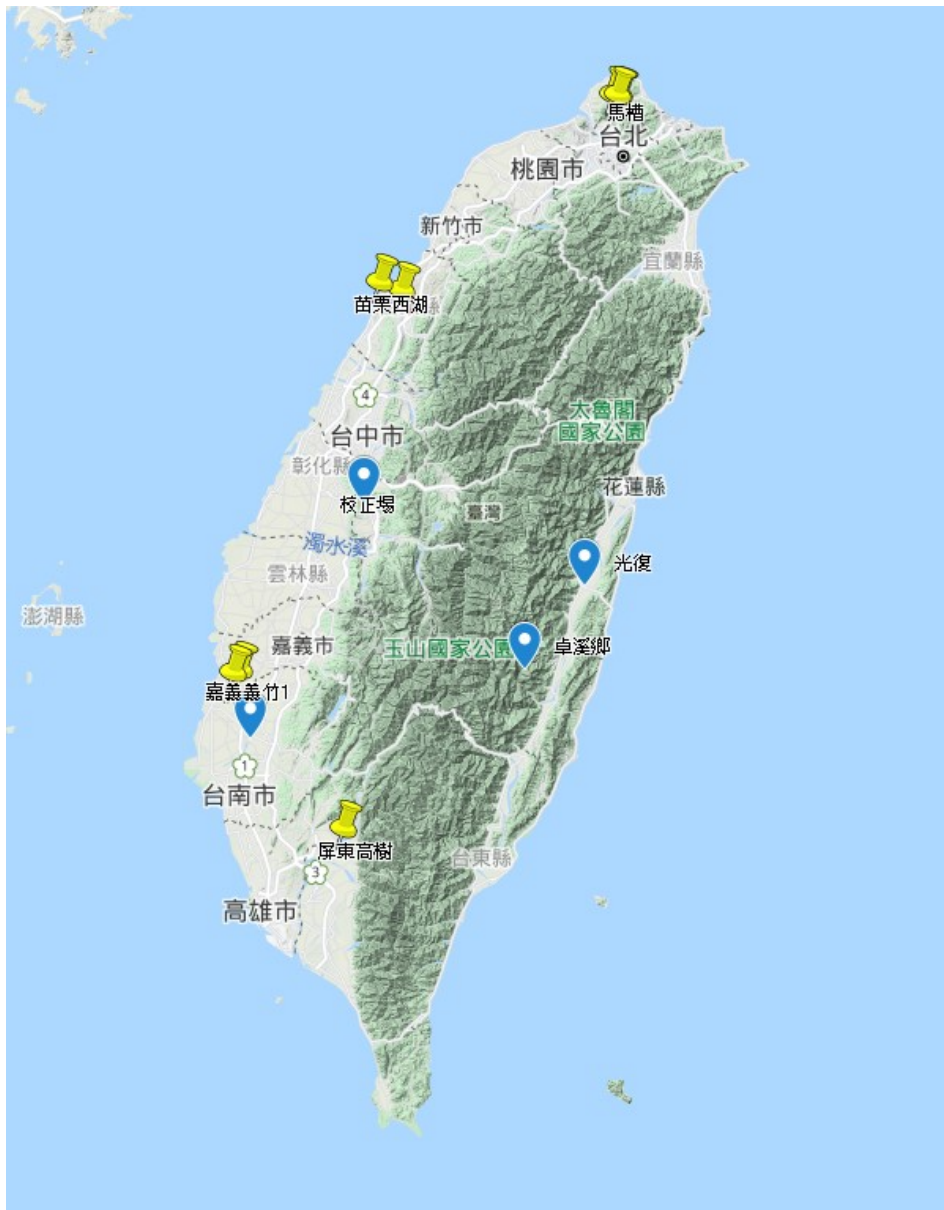 馬槽
台北
桃園市
新竹市
宜蘭縣
苗栗西湖
縣
4
太魯閣
國家公園
台中市
彰化縣
校正場
花蓮縣
臺灣
濁水溪
光復
雲林縣
澎湖縣
嘉義市
玉山國家公園
卓溪鄉
嘉義義竹1
1
台南市
屏東高樹
台東縣
3
高雄市